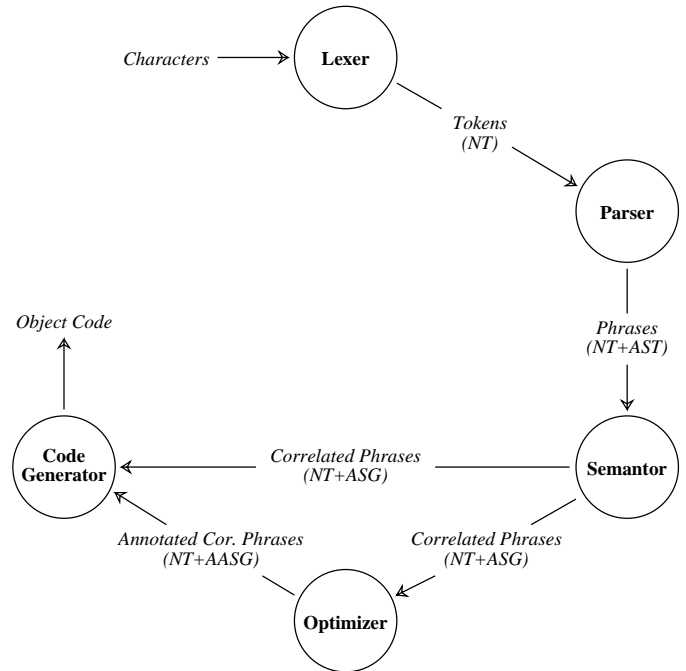 Characters
Lexer
Tokens
(NT)
Parser
Phrases
(NT+AST)
Object Code
Code
Generator
Correlated Phrases
(NT+ASG)
Semantor
Annotated Cor. Phrases
(NT+AASG)
Correlated Phrases
(NT+ASG)
Optimizer